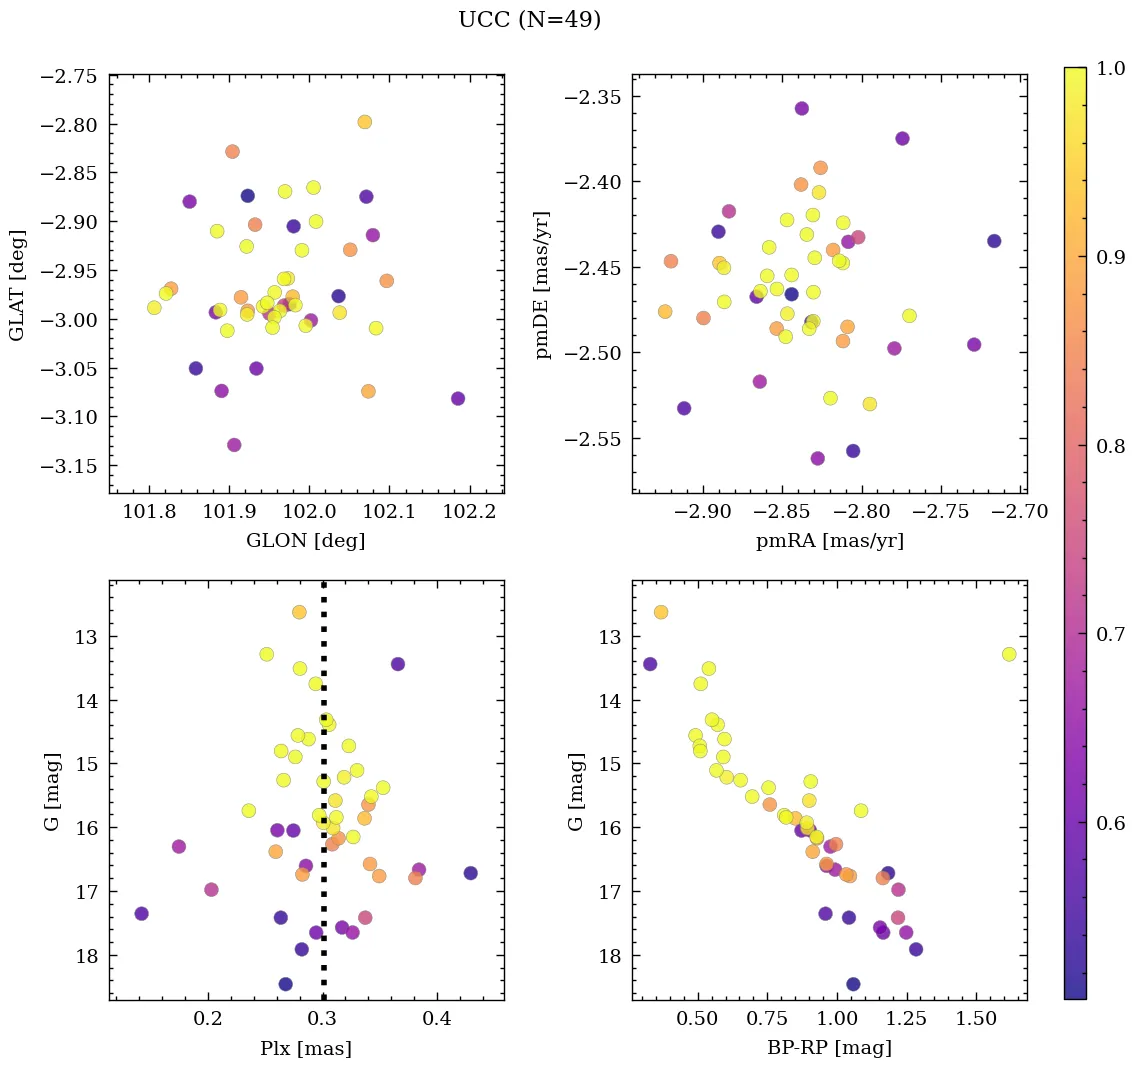 UCC (N=49)
−2.75
−2.80
−2.85
−2.90
−2.95
−3.00
−3.05
−3.10
−3.15
GLAT [deg]
101.8 101.9 102.0 102.1 102.2
GLON [deg]
−2.35
−2.40
−2.45
−2.50
−2.55
pmDE [mas/yr]
−2.90 −2.85 −2.80 −2.75 −2.70
pmRA [mas/yr]
13
14
15
16
17
18
G [mag]
0.2 0.3 0.4
Plx [mas]
13
14
15
16
17
18
G [mag]
0.50 0.75 1.00 1.25 1.50
BP-RP [mag]
1.0
0.9
0.8
0.7
0.6